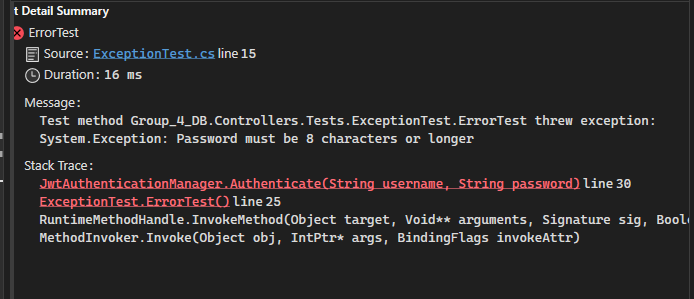 t Detail Summary
ErrorTest
Source: ExceptionTest.cs line 15
Duration: 16 ms
Message:
Test method Group_4_DB.Controllers.Tests.ExceptionTest.ErrorTest threw exception:
System.Exception: Password must be 8 characters or longer
Stack Trace:
JwtAuthenticationManager.Authenticate(String username, String password) line 30
ExceptionTest.ErrorTest() line 25
RuntimeMethodHandle.InvokeMethod(Object target, Void** arguments, Signature sig, Boole
MethodInvoker.Invoke(Object obj, IntPtr* args, BindingFlags invokeAttr)